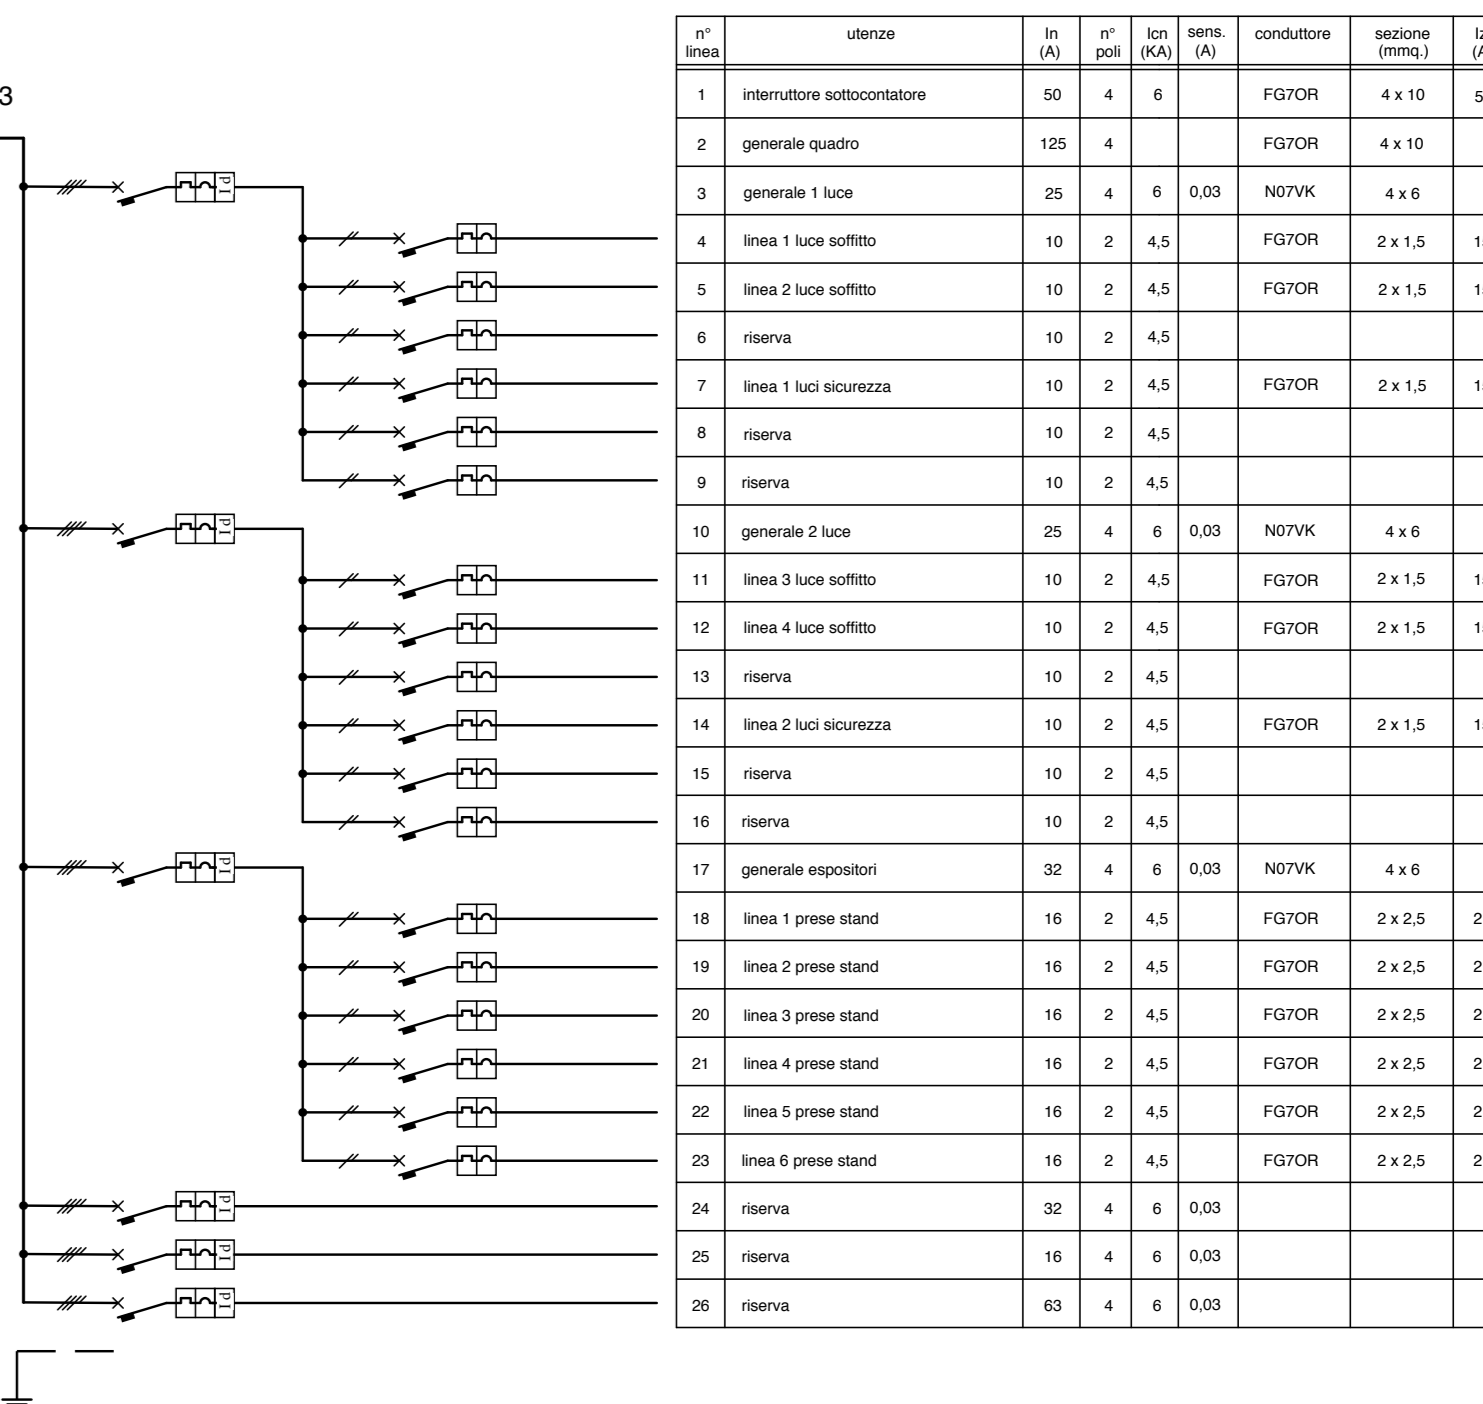 3
n° linea utenze In (A) n° poli Icn (KA) sens. (A) conduttore sezione (mmq.)
1 interruttore sottocontatore 50 4 6 FG7OR 4 x 10
2 generale quadro 125 4 FG7OR 4 x 10
3 generale 1 luce 25 4 6 0,03 N07VK 4 x 6
4 linea 1 luce soffitto 10 2 4,5 FG7OR 2 x 1,5
5 linea 2 luce soffitto 10 2 4,5 FG7OR 2 x 1,5
6 riserva 10 2 4,5
7 linea 1 luci sicurezza 10 2 4,5 FG7OR 2 x 1,5
8 riserva 10 2 4,5
9 riserva 10 2 4,5
10 generale 2 luce 25 4 6 0,03 N07VK 4 x 6
11 linea 3 luce soffitto 10 2 4,5 FG7OR 2 x 1,5
12 linea 4 luce soffitto 10 2 4,5 FG7OR 2 x 1,5
13 riserva 10 2 4,5
14 linea 2 luci sicurezza 10 2 4,5 FG7OR 2 x 1,5
15 riserva 10 2 4,5
16 riserva 10 2 4,5
17 generale espositori 32 4 6 0,03 N07VK 4 x 6
18 linea 1 prese stand 16 2 4,5 FG7OR 2 x 2,5
19 linea 2 prese stand 16 2 4,5 FG7OR 2 x 2,5
20 linea 3 prese stand 16 2 4,5 FG7OR 2 x 2,5
21 linea 4 prese stand 16 2 4,5 FG7OR 2 x 2,5
22 linea 5 prese stand 16 2 4,5 FG7OR 2 x 2,5
23 linea 6 prese stand 16 2 4,5 FG7OR 2 x 2,5
24 riserva 32 4 6 0,03
25 riserva 16 4 6 0,03
26 riserva 63 4 6 0,03
Id
Id
Id
Id
Id
Id